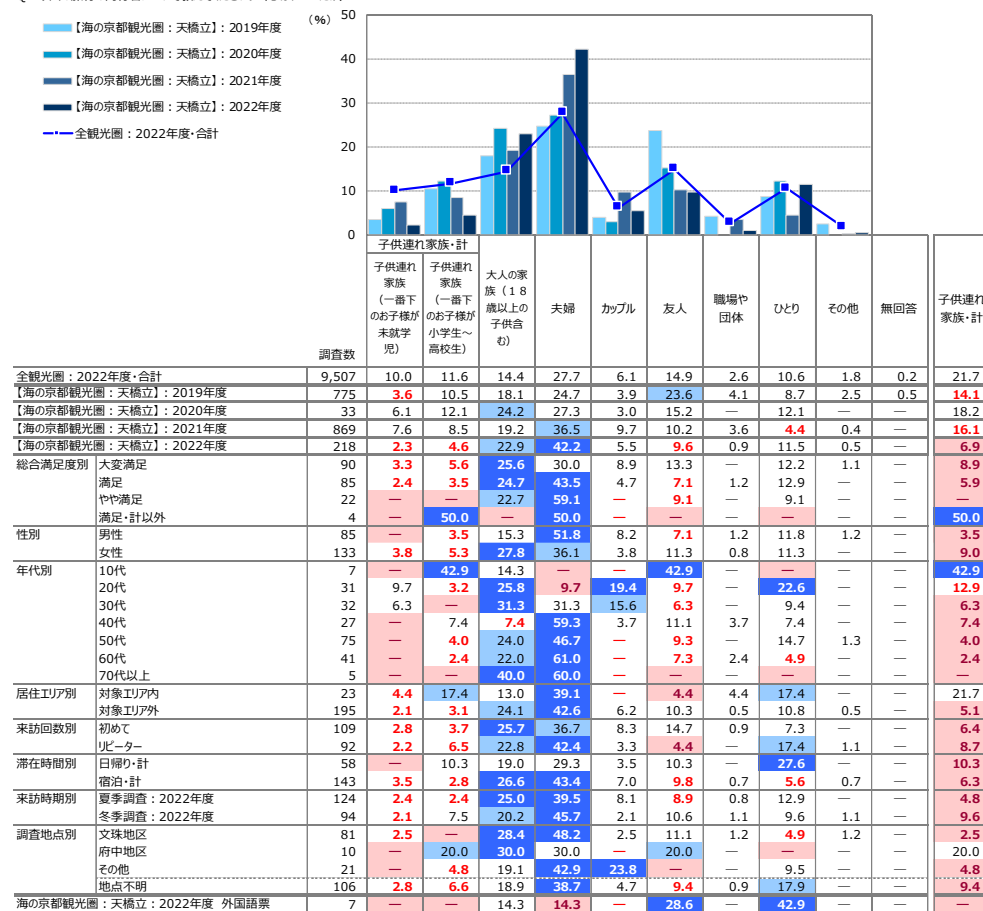 【海の京都観光圏：天橋立】：2019年度
【海の京都観光圏：天橋立】：2020年度
【海の京都観光圏：天橋立】：2021年度
【海の京都観光圏：天橋立】：2022年度
全観光圏：2022年度・合計
（%）
50
40
30
20
10
0
子供連れ家族・計
調査数
子供連れ家族（一番下のお子様が未就学児）
子供連れ家族（一番下のお子様が小学生～高校生）
大人の家族（１８歳以上の子供含む）
夫婦
カップル
友人
職場や団体
ひとり
その他
無回答
子供連れ家族・計
全観光圏：2022年度・合計 9,507 10.0 11.6 14.4 27.7 6.1 14.9 2.6 10.6 1.8 0.2 21.7
【海の京都観光圏：天橋立】：2019年度 775 3.6 10.5 18.1 24.7 3.9 23.6 4.1 8.7 2.5 0.5 14.1
【海の京都観光圏：天橋立】：2020年度 33 6.1 12.1 24.2 27.3 3.0 15.2 — 12.1 — — 18.2
【海の京都観光圏：天橋立】：2021年度 869 7.6 8.5 19.2 36.5 9.7 10.2 3.6 4.4 0.4 — 16.1
【海の京都観光圏：天橋立】：2022年度 218 2.3 4.6 22.9 42.2 5.5 9.6 0.9 11.5 0.5 — 6.9
総合満足度別 大変満足 90 3.3 5.6 25.6 30.0 8.9 13.3 — 12.2 1.1 — 8.9
満足 85 2.4 3.5 24.7 43.5 4.7 7.1 1.2 12.9 — — 5.9
やや満足 22 — — 22.7 59.1 — 9.1 — 9.1 — — —
満足・計以外 4 — 50.0 — 50.0 — — — — — — 50.0
性別 男性 85 — 3.5 15.3 51.8 8.2 7.1 1.2 11.8 1.2 — 3.5
女性 133 3.8 5.3 27.8 36.1 3.8 11.3 0.8 11.3 — — 9.0
年代別 10代 7 — 42.9 14.3 — — 42.9 — — — — 42.9
20代 31 9.7 3.2 25.8 9.7 19.4 9.7 — 22.6 — — 12.9
30代 32 6.3 — 31.3 31.3 15.6 6.3 — 9.4 — — 6.3
40代 27 — 7.4 7.4 59.3 3.7 11.1 3.7 7.4 — — 7.4
50代 75 — 4.0 24.0 46.7 — 9.3 — 14.7 1.3 — 4.0
60代 41 — 2.4 22.0 61.0 — 7.3 2.4 4.9 — — 2.4
70代以上 5 — — 40.0 60.0 — — — — — — —
居住エリア別 対象エリア内 23 4.4 17.4 13.0 39.1 — 4.4 4.4 17.4 — — 21.7
対象エリア外 195 2.1 3.1 24.1 42.6 6.2 10.3 0.5 10.8 0.5 — 5.1
来訪回数別 初めて 109 2.8 3.7 25.7 36.7 8.3 14.7 0.9 7.3 — — 6.4
リピーター 92 2.2 6.5 22.8 42.4 3.3 4.4 — 17.4 1.1 — 8.7
滞在時間別 日帰り・計 58 — 10.3 19.0 29.3 3.5 10.3 — 27.6 — — 10.3
宿泊・計 143 3.5 2.8 26.6 43.4 7.0 9.8 0.7 5.6 0.7 — 6.3
来訪時期別 夏季調査：2022年度 124 2.4 2.4 25.0 39.5 8.1 8.9 0.8 12.9 — — 4.8
冬季調査：2022年度 94 2.1 7.5 20.2 45.7 2.1 10.6 1.1 9.6 1.1 — 9.6
調査地点別 文珠地区 81 2.5 — 28.4 48.2 2.5 11.1 1.2 4.9 1.2 — 2.5
府中地区 10 — 20.0 30.0 30.0 — 20.0 — — — — 20.0
その他 21 — 4.8 19.1 42.9 23.8 — — 9.5 — — 4.8
地点不明 106 2.8 6.6 18.9 38.7 4.7 9.4 0.9 17.9 — — 9.4
海の京都観光圏：天橋立：2022年度 外国語票 7 — — 14.3 14.3 — 28.6 — 42.9 — — —